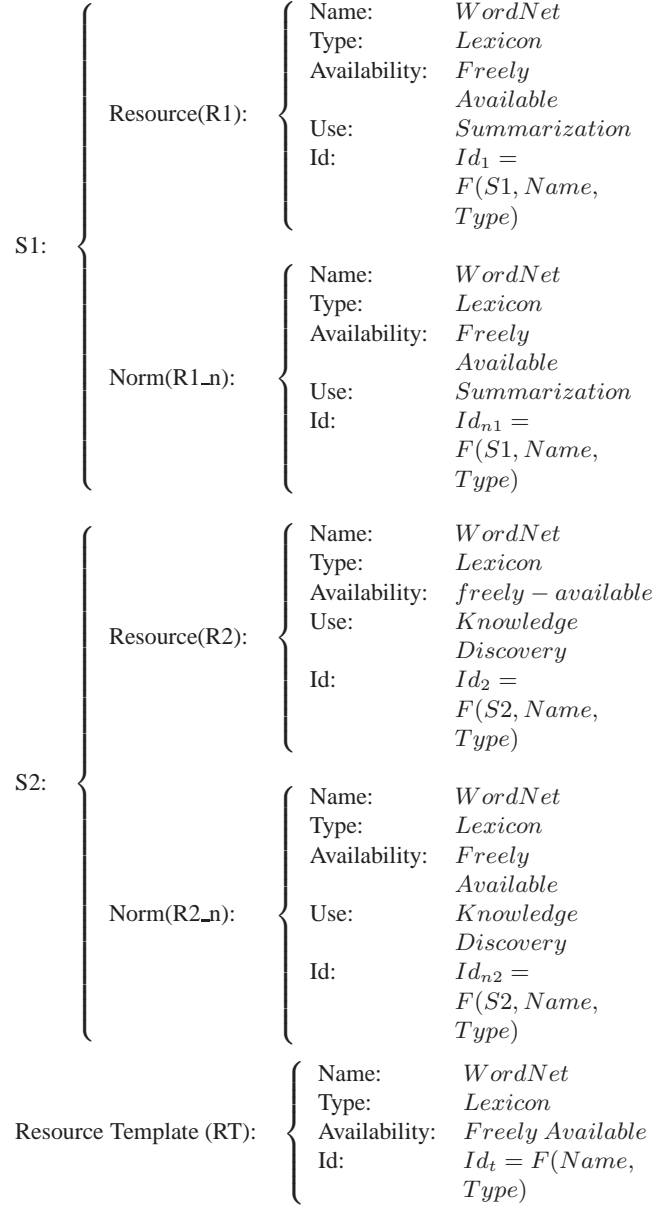 Name: WordNet
Type: Lexicon
Availability: Freely
Available
Resource(R1):
Use: Summarization
Id: Id₁ =
F(S1, Name,
Type)
S1:
Name: WordNet
Type: Lexicon
Availability: Freely
Available
Norm(R1_n):
Use: Summarization
Id: Idₙ₁ =
F(S1, Name,
Type)
Name: WordNet
Type: Lexicon
Availability: freely − available
Resource(R2):
Use: Knowledge
Discovery
Id: Id₂ =
F(S2, Name,
Type)
S2:
Name: WordNet
Type: Lexicon
Availability: Freely
Available
Norm(R2_n):
Use: Knowledge
Discovery
Id: Idₙ₂ =
F(S2, Name,
Type)
Name: WordNet
Type: Lexicon
Resource Template (RT):
Availability: Freely Available
Id: Idₜ = F(Name,
Type)